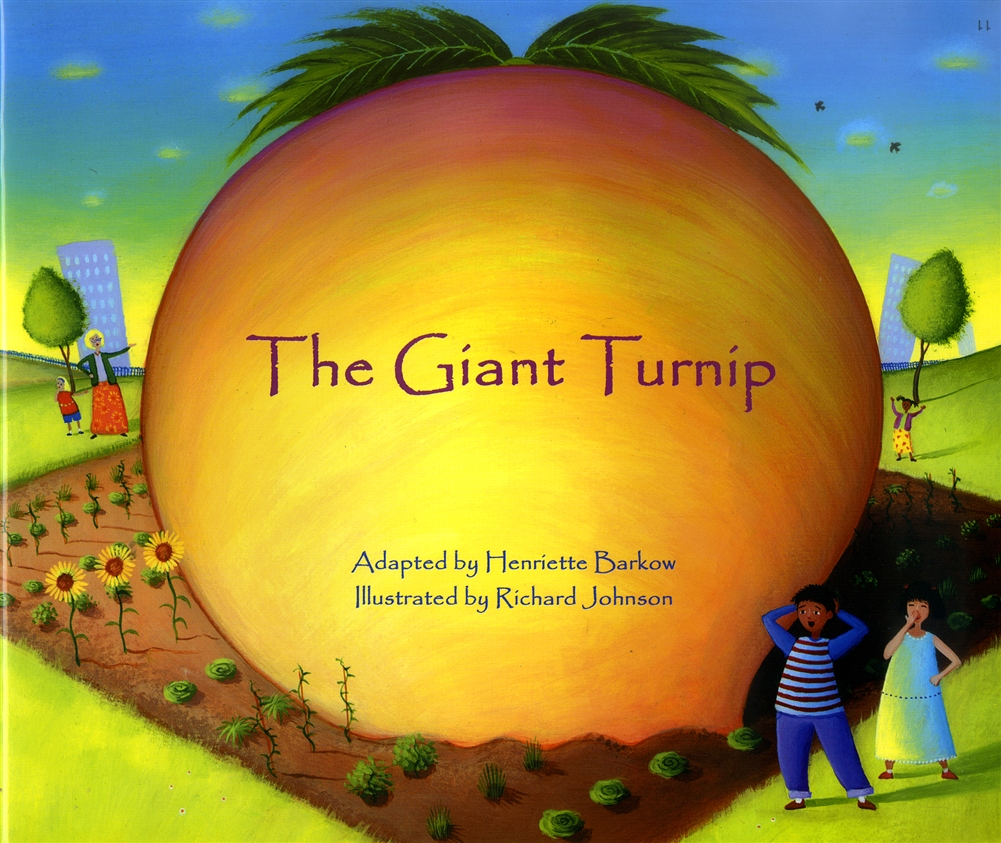 The Giant Turnip
Adapted by Henriette Barkow
Illustrated by Richard Johnson